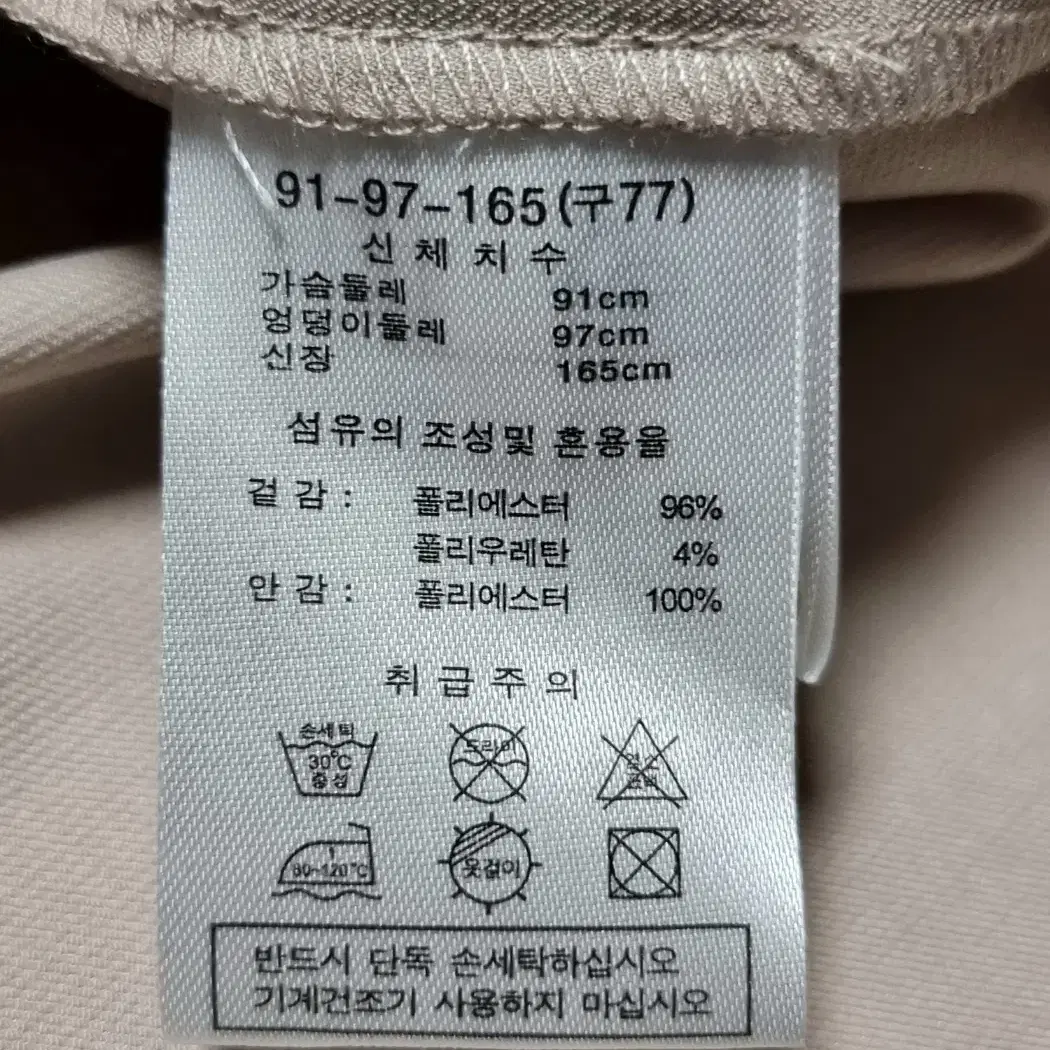 91-97-165(구77)
신체치수
가슴둘레 91cm
엉덩이둘레 97cm
신장 165cm
섬유의 조성및 혼용율
겉감: 폴리에스터 96%
폴리우레탄 4%
안감: 폴리에스터 100%
취급주의
손세탁
30°C
중성
드라이
염소
표백
80~120°C
옷걸이
반드시 단독 손세탁하십시오
기계건조기 사용하지 마십시오